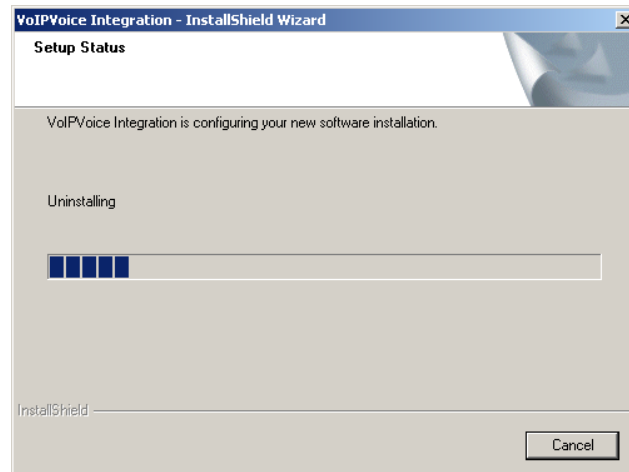 VoIPVoice Integration - InstallShield Wizard
Setup Status
VoIPVoice Integration is configuring your new software installation.
Uninstalling
InstallShield
Cancel